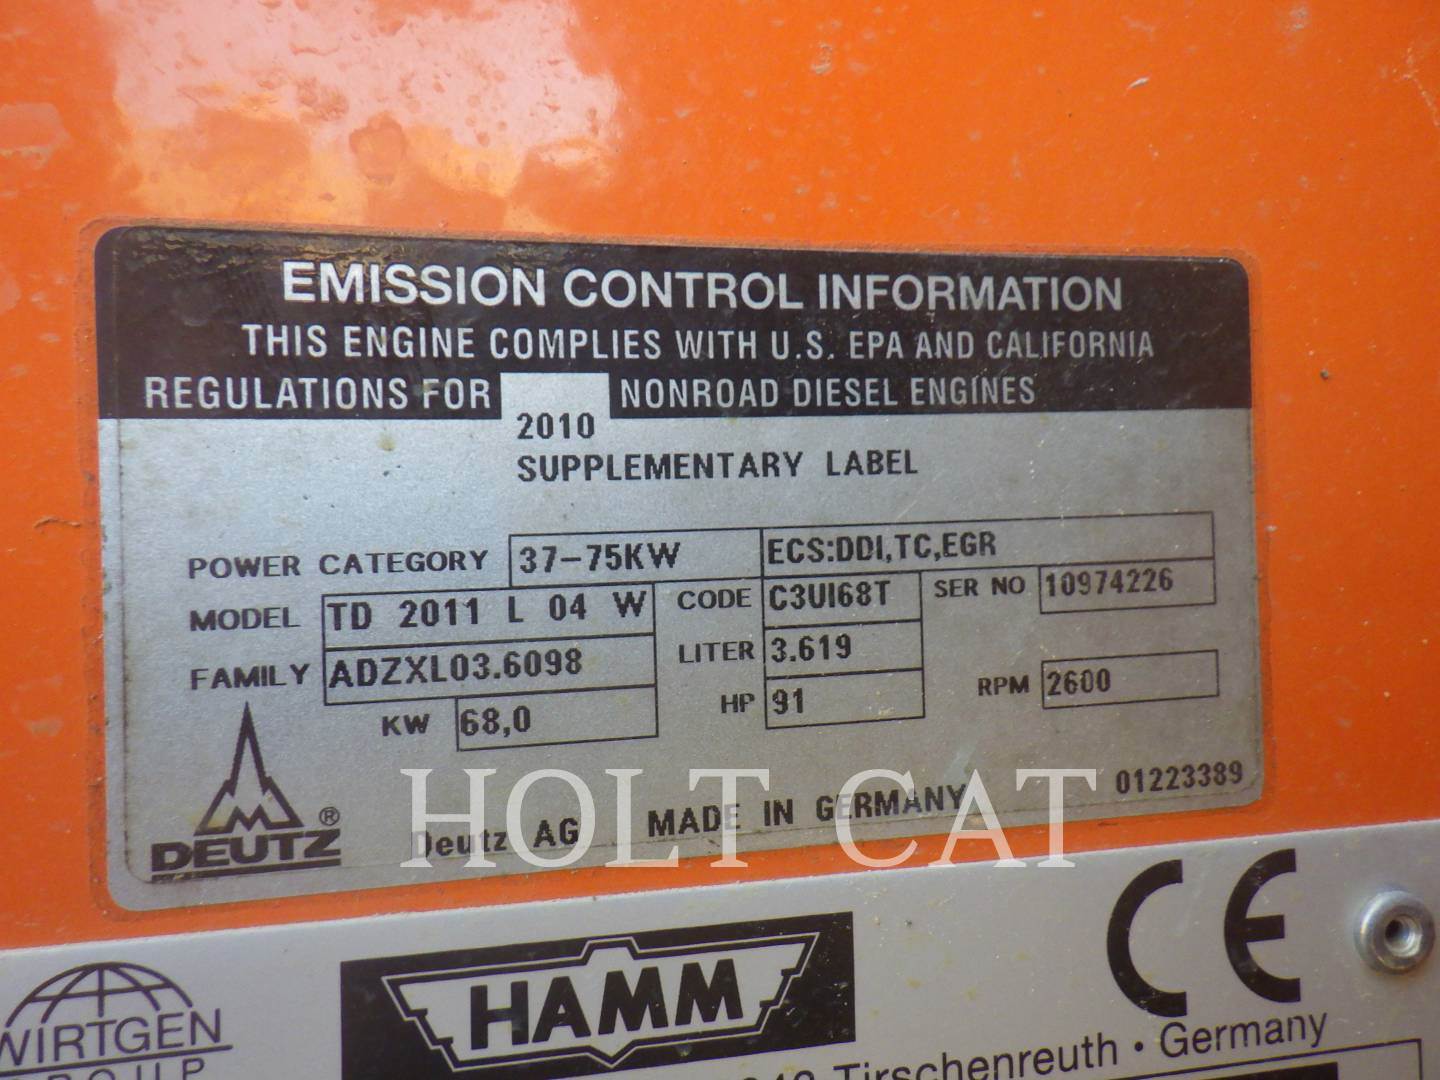 EMISSION CONTROL INFORMATION
THIS ENGINE COMPLIES WITH U.S. EPA AND CALIFORNIA
REGULATIONS FOR 2010 NONROAD DIESEL ENGINES
SUPPLEMENTARY LABEL
POWER CATEGORY 37-75KW ECS:DDI,TC,EGR
MODEL TD 2011 L 04 W CODE C3UI68T SER NO 10974226
FAMILY ADZXL03.6098 LITER 3.619
KW 68,0 HP 91 RPM 2600
01223389
DEUTZ ® Deutz AG MADE IN GERMANY
HOLT CAT
CE
WIRTGEN
GROUP
HAMM
Tirschenreuth · Germany